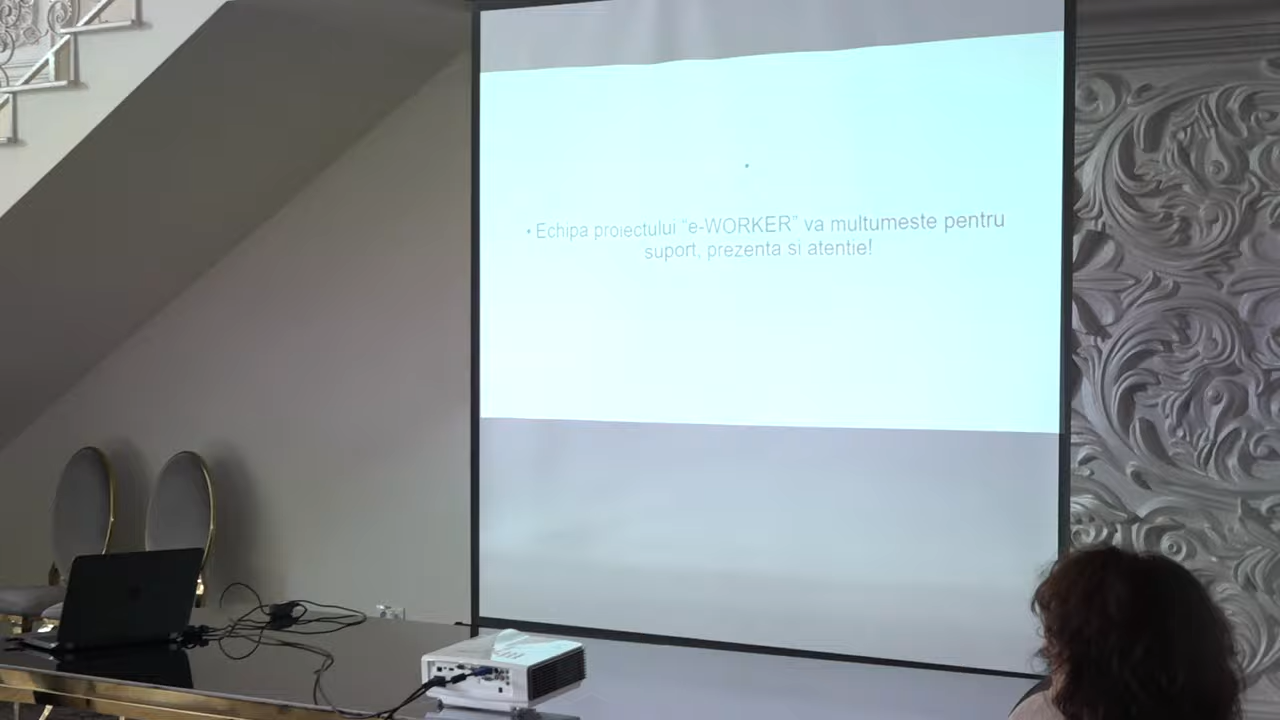 • Echipa proiectului "e-WORKER" va multumeste pentru
suport, prezenta si atentie!